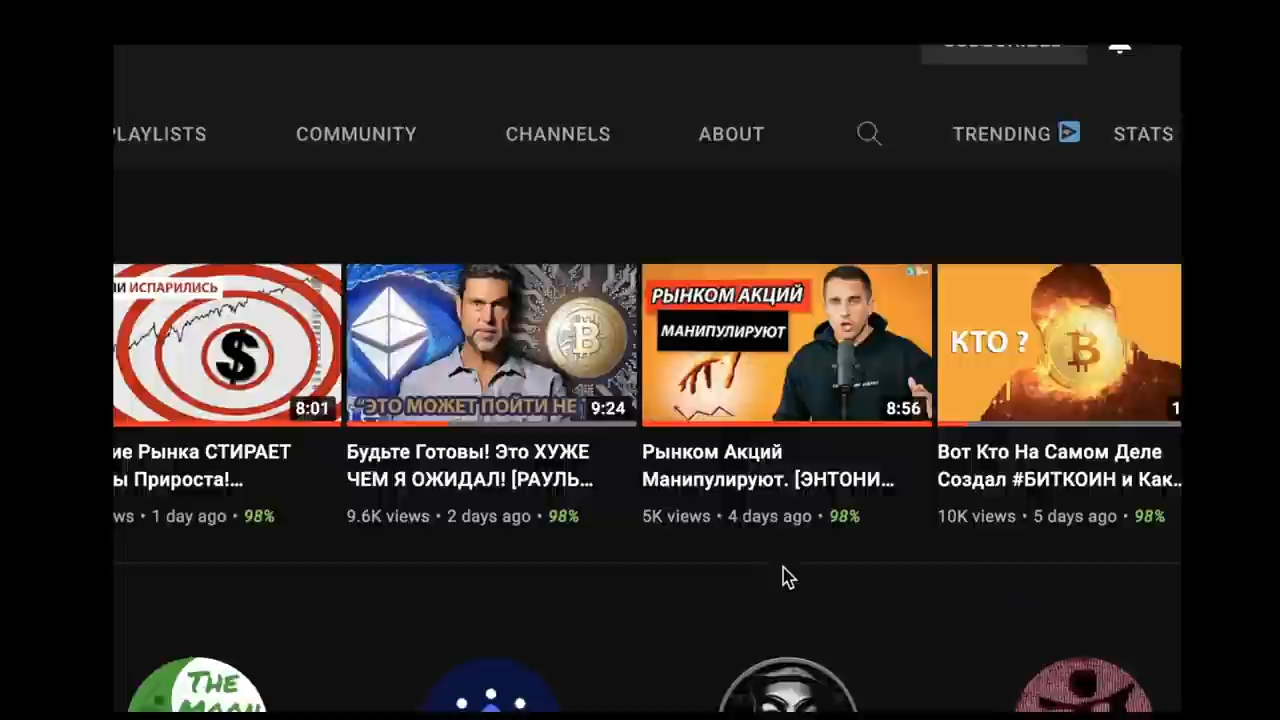 PLAYLISTS COMMUNITY CHANNELS ABOUT TRENDING STATS
ИСПАРИЛИСЬ
8:01
"ЭТО МОЖЕТ ПОЙТИ НЕ
9:24
РЫНКОМ АКЦИЙ
МАНИПУЛИРУЮТ
8:56
КТО ?
Рынка СТИРАЕТ
Прироста!...
1 day ago • 98%
Будьте Готовы! Это ХУЖЕ
ЧЕМ Я ОЖИДАЛ! [РАУЛЬ...
9.6K views • 2 days ago • 98%
Рынком Акций
Манипулируют. [ЭНТОНИ...
5K views • 4 days ago • 98%
Вот Кто На Самом Деле
Создал #БИТКОИН и Как...
10K views • 5 days ago • 98%
THE